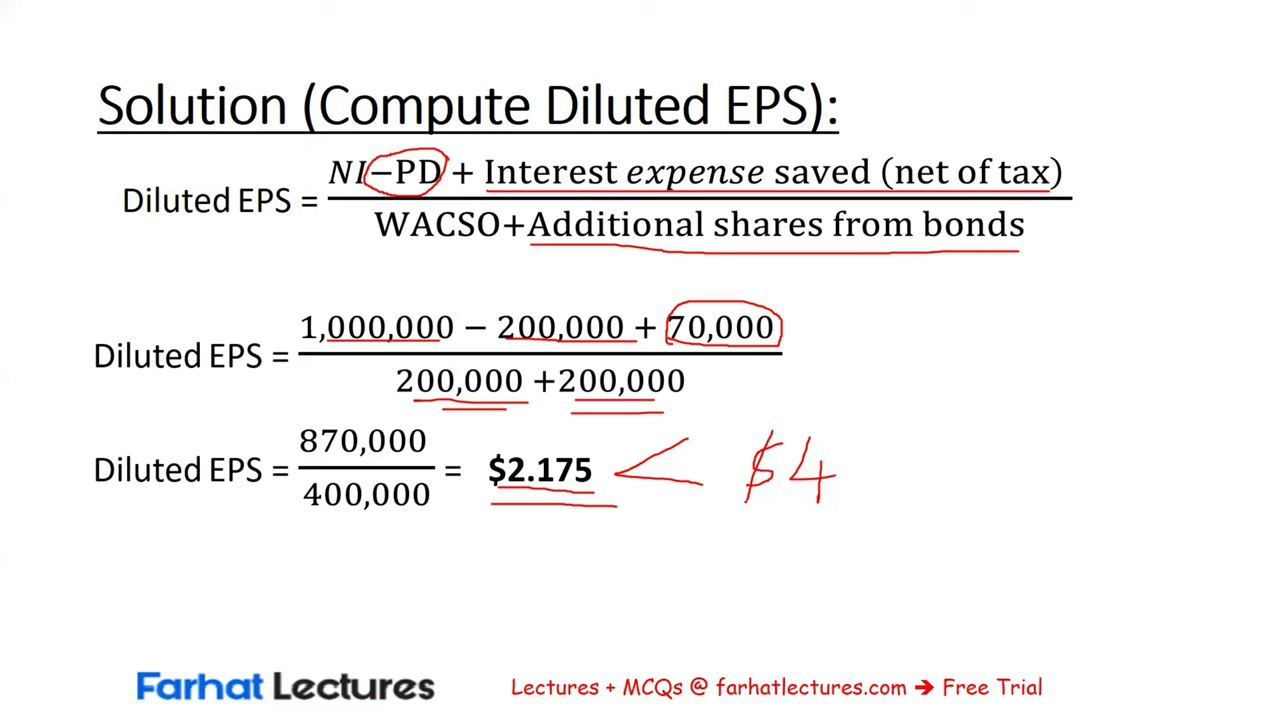 Solution (Compute Diluted EPS):
Diluted EPS = NI−PD + Interest expense saved (net of tax)
WACSO+Additional shares from bonds
Diluted EPS = 1,000,000 − 200,000 + 70,000
200,000 +200,000
Diluted EPS = 870,000
400,000
= $2.175 < $4
Farhat Lectures
Lectures + MCQs @ farhatlectures.com ➔ Free Trial